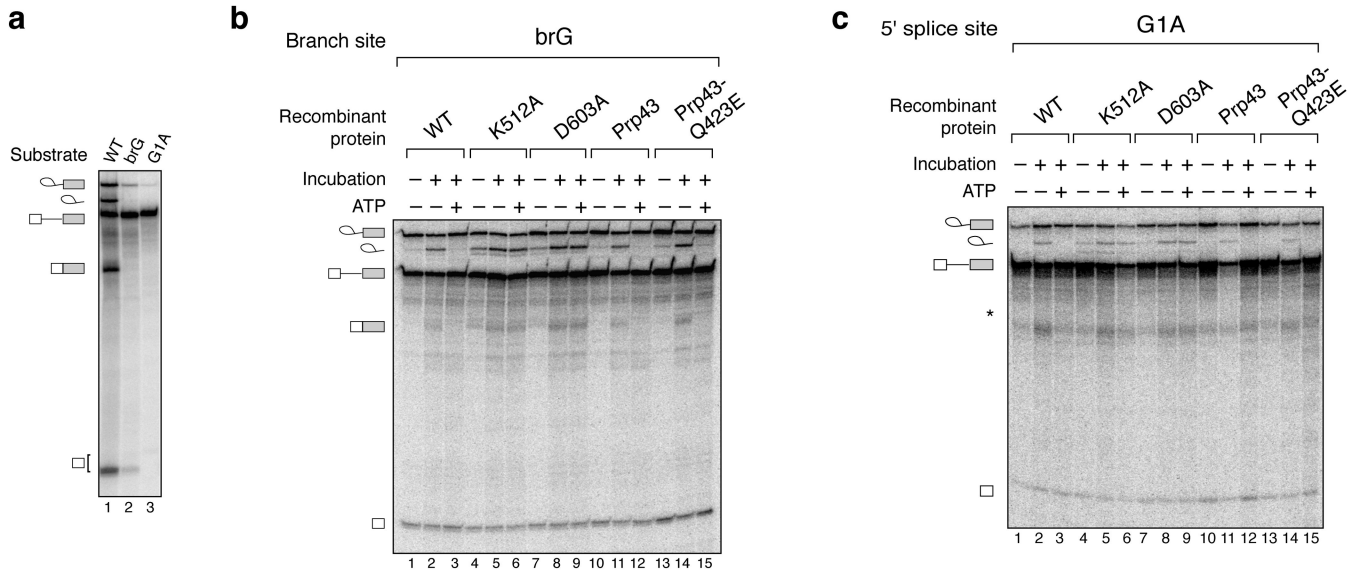 a
Substrate
WT brG G1A
1 2 3
b
Branch site
brG
Recombinant
protein
WT K512A D603A Prp43 Prp43-
Q423E
Incubation − + + − + + − + + − + + − + +
ATP − − + − − + − − + − − + − − +
1 2 3 4 5 6 7 8 9 10 11 12 13 14 15
c
5' splice site
G1A
Recombinant
protein
WT K512A D603A Prp43 Prp43-
Q423E
Incubation − + + − + + − + + − + + − + +
ATP − − + − − + − − + − − + − − +
*
1 2 3 4 5 6 7 8 9 10 11 12 13 14 15